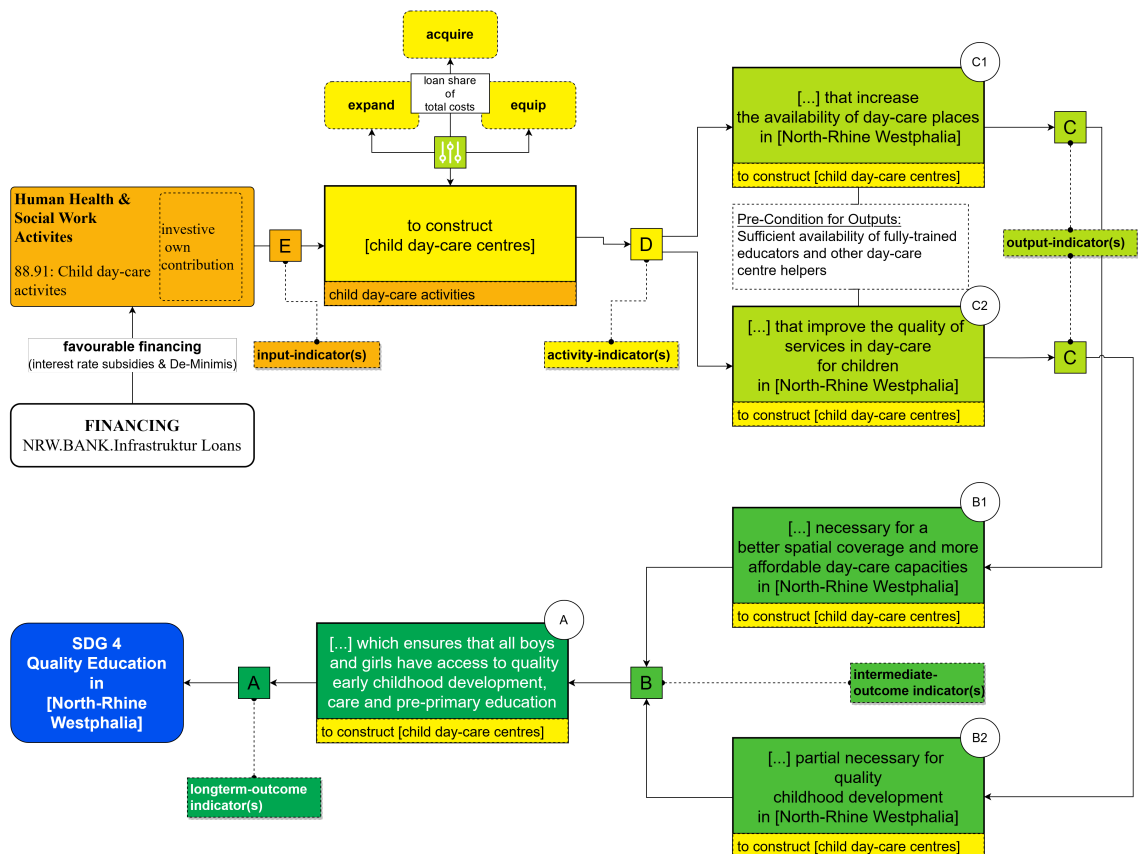 acquire
loan share
of
total costs
expand
equip
Human Health &
Social Work
Activites
88.91: Child day-care
activites
investive
own
contribution
E
to construct
[child day-care centres]
child day-care activities
D
C1
[...] that increase
the availability of day-care places
in [North-Rhine Westphalia]
to construct [child day-care centres]
C
Pre-Condition for Outputs:
Sufficient availability of fully-trained
educators and other day-care
centre helpers
output-indicator(s)
C2
[...] that improve the quality of
services in day-care
for children
in [North-Rhine Westphalia]
to construct [child day-care centres]
C
input-indicator(s)
activity-indicator(s)
favourable financing
(interest rate subsidies & De-Minimis)
FINANCING
NRW.BANK.Infrastruktur Loans
B1
[...] necessary for a
better spatial coverage and more
affordable day-care capacities
in [North-Rhine Westphalia]
to construct [child day-care centres]
SDG 4
Quality Education
in
[North-Rhine
Westphalia]
A
A
[...] which ensures that all boys
and girls have access to quality
early childhood development,
care and pre-primary education
to construct [child day-care centres]
B
intermediate-
outcome indicator(s)
longterm-outcome
indicator(s)
B2
[...] partial necessary for
quality
childhood development
in [North-Rhine Westphalia]
to construct [child day-care centres]